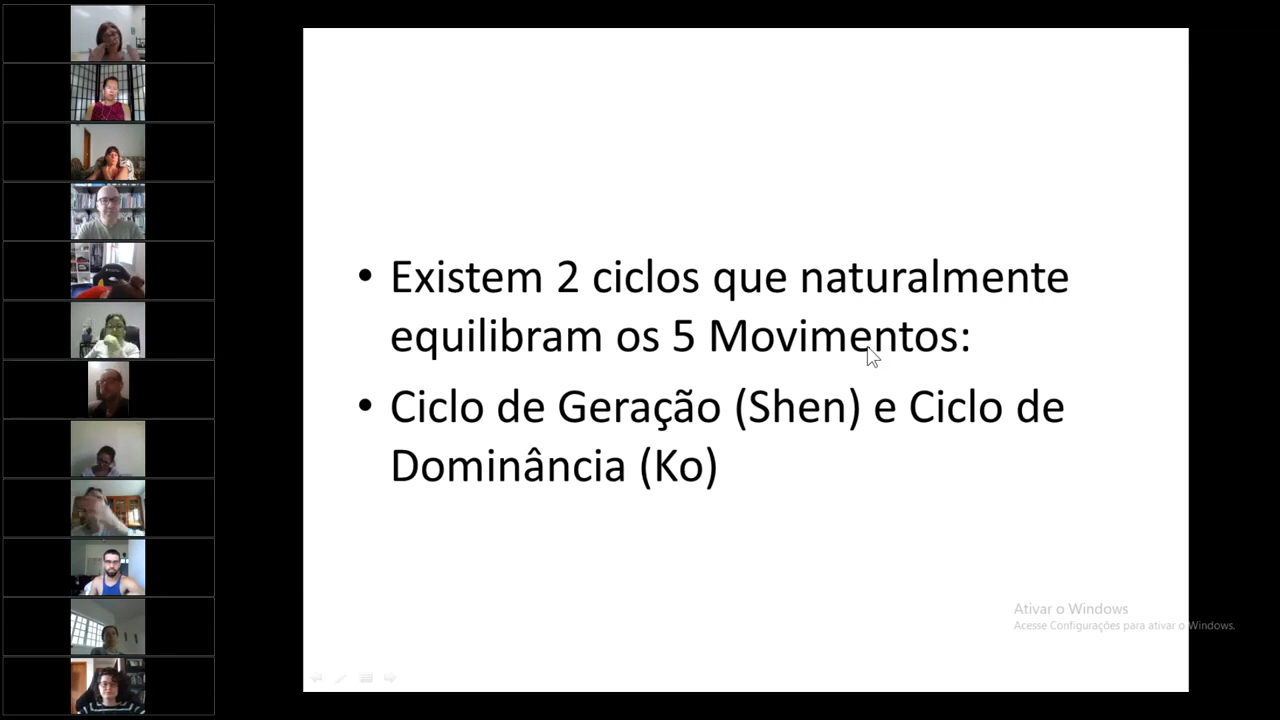 • Existem 2 ciclos que naturalmente
equilibram os 5 Movimentos:
• Ciclo de Geração (Shen) e Ciclo de
Dominância (Ko)
Ativar o Windows
Acesse Configurações para ativar o Windows.